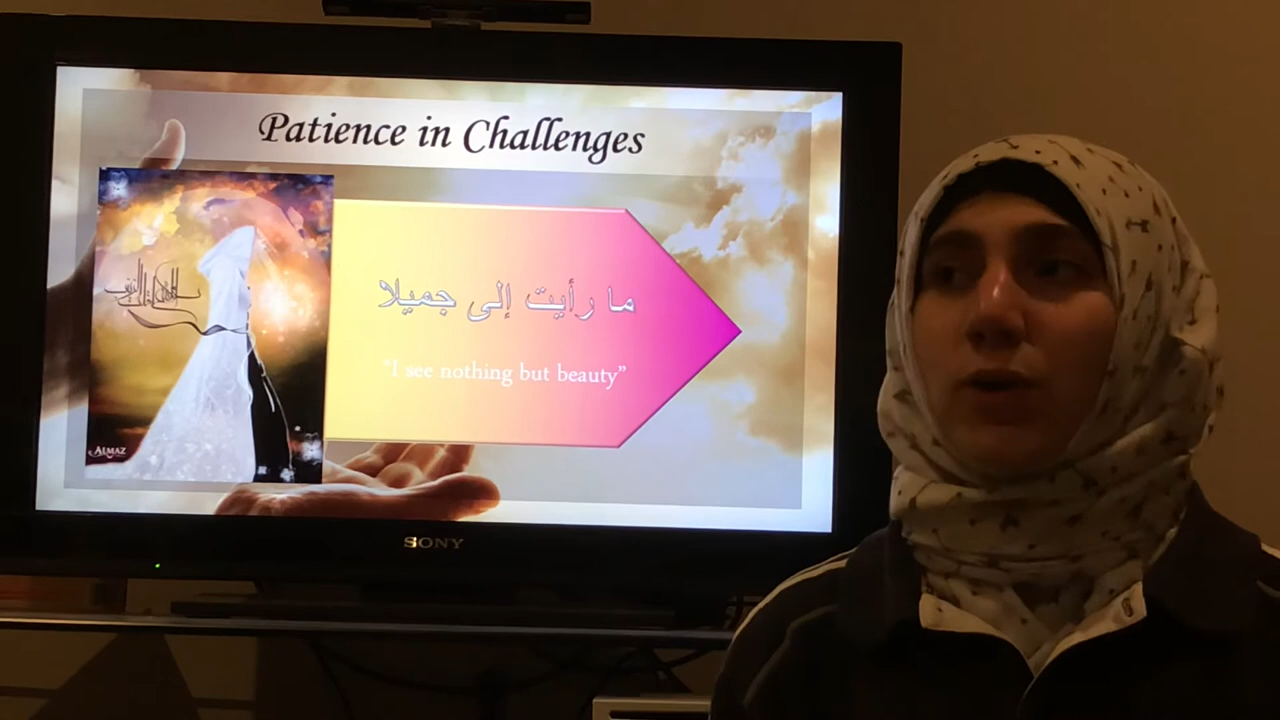 Patience in Challenges
ما رأيت إلى جميلا
"I see nothing but beauty"
ALMAZ
SONY